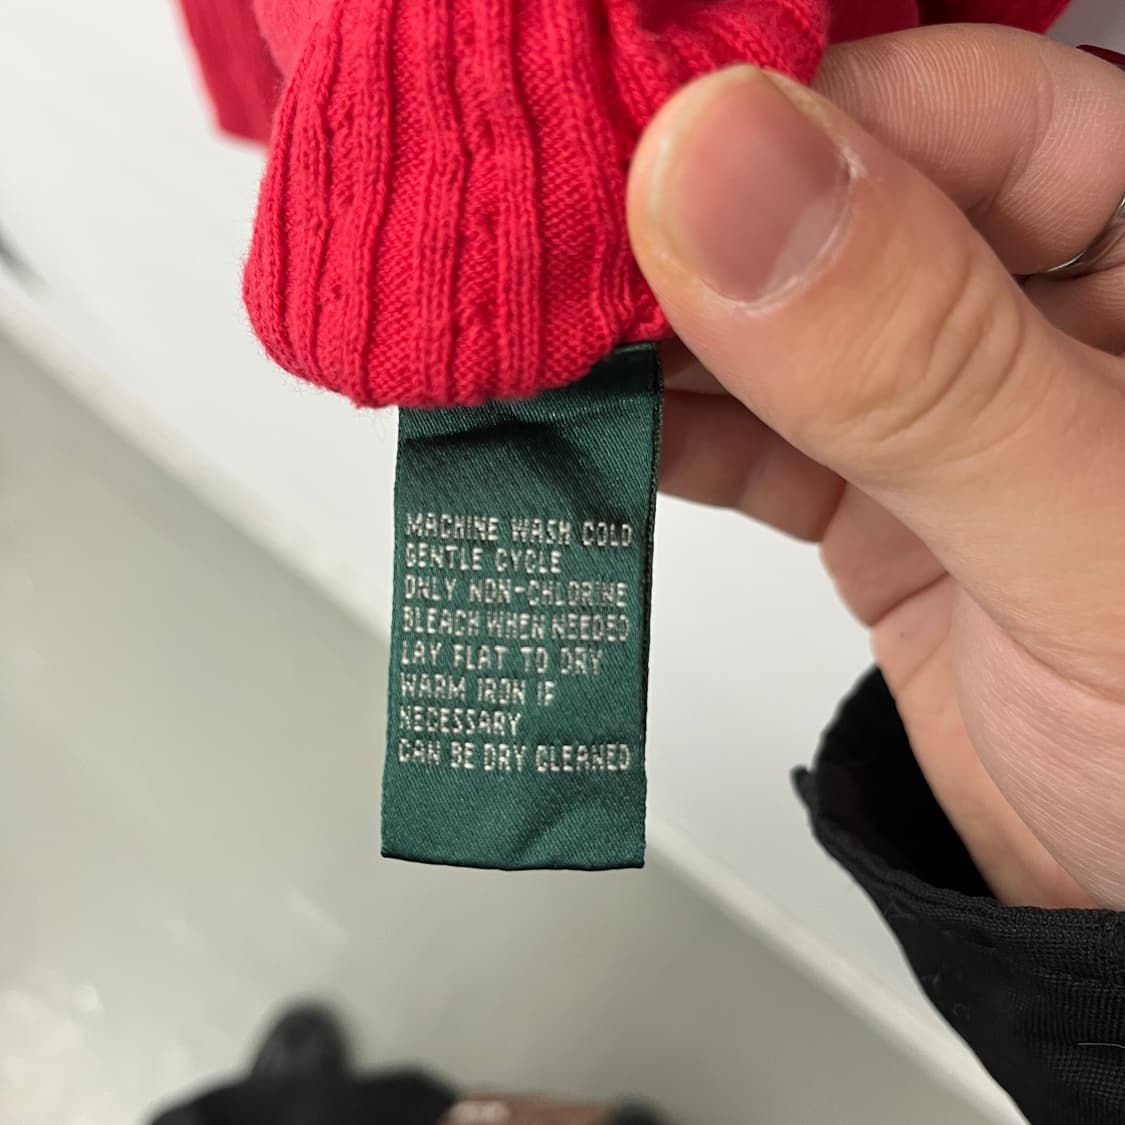 MACHINE WASH COLD
GENTLE CYCLE
ONLY NON-CHLORINE
BLEACH WHEN NEEDED
LAY FLAT TO DRY
WARM IRON IF
NECESSARY
CAN BE DRY CLEANED